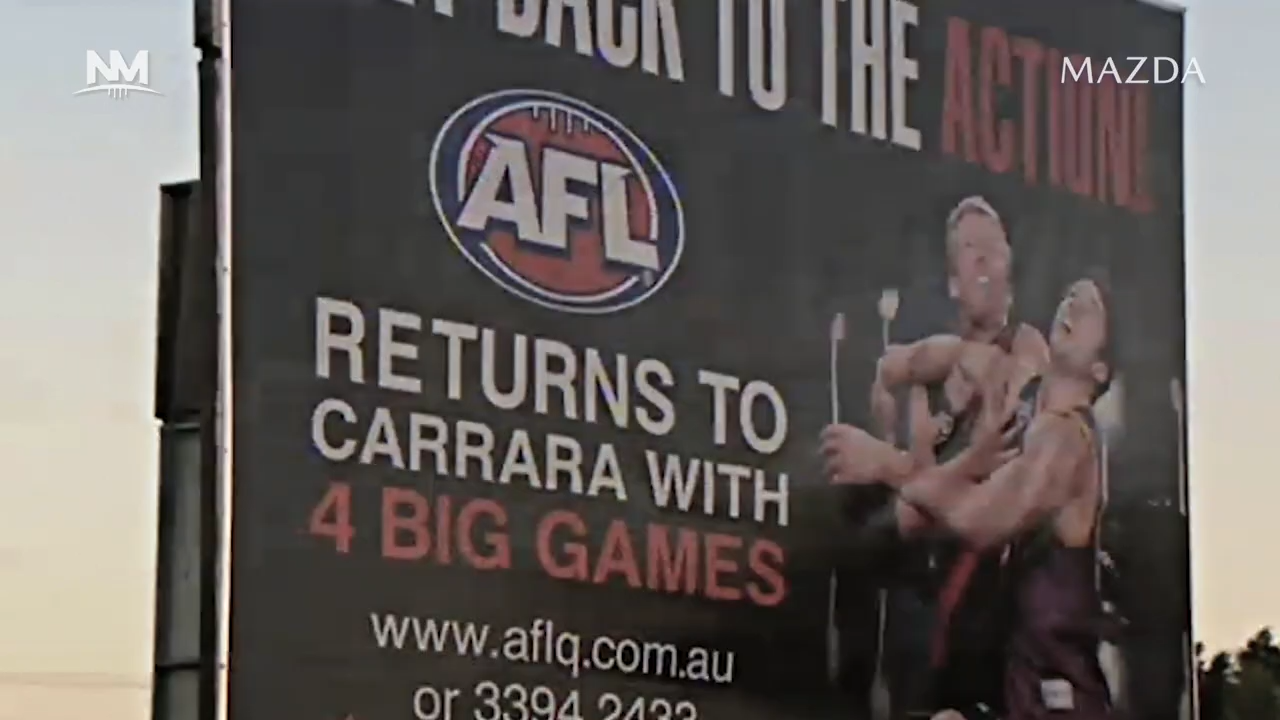 NM
MAZDA
BACK TO THE ACTION!
AFL
RETURNS TO
CARRARA WITH
4 BIG GAMES
www.aflq.com.au
or 3394 2433